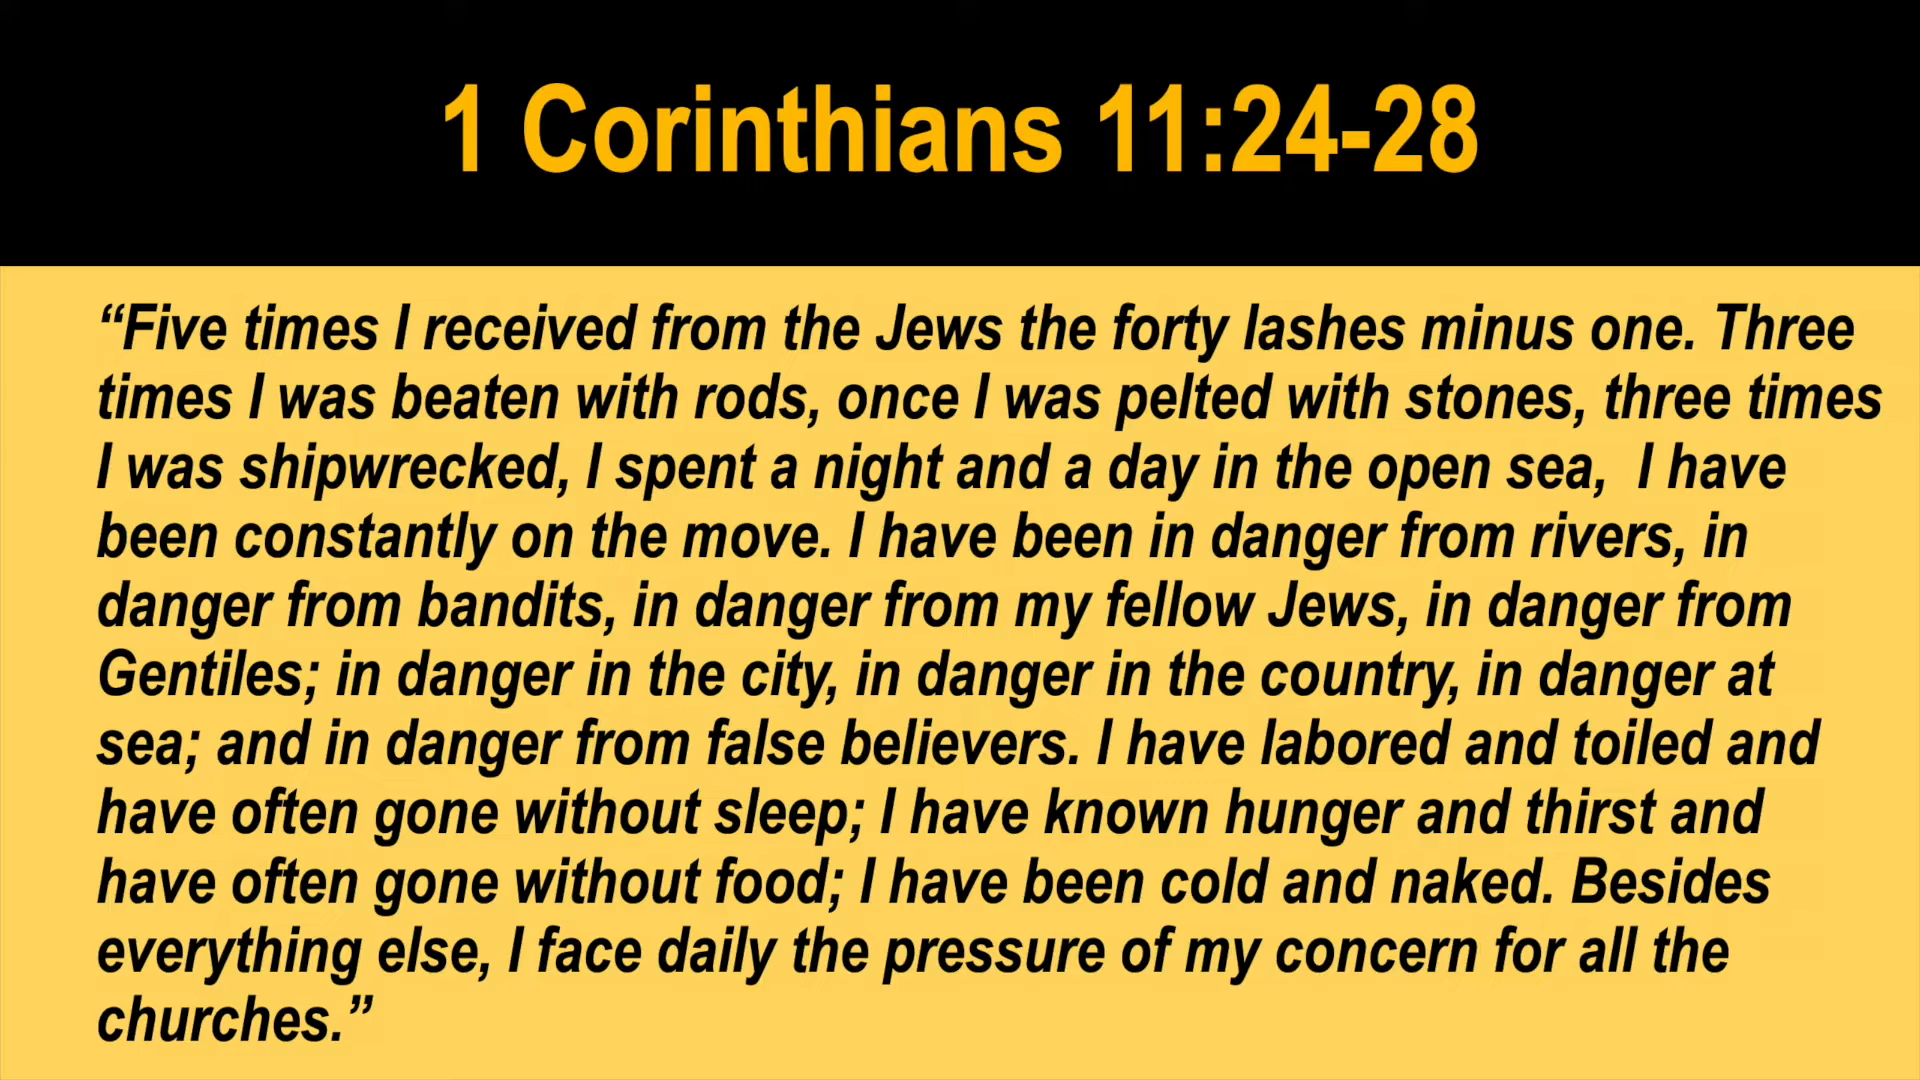 1 Corinthians 11:24-28
“Five times I received from the Jews the forty lashes minus one. Three
times I was beaten with rods, once I was pelted with stones, three times
I was shipwrecked, I spent a night and a day in the open sea,  I have
been constantly on the move. I have been in danger from rivers, in
danger from bandits, in danger from my fellow Jews, in danger from
Gentiles; in danger in the city, in danger in the country, in danger at
sea; and in danger from false believers. I have labored and toiled and
have often gone without sleep; I have known hunger and thirst and
have often gone without food; I have been cold and naked. Besides
everything else, I face daily the pressure of my concern for all the
churches.”